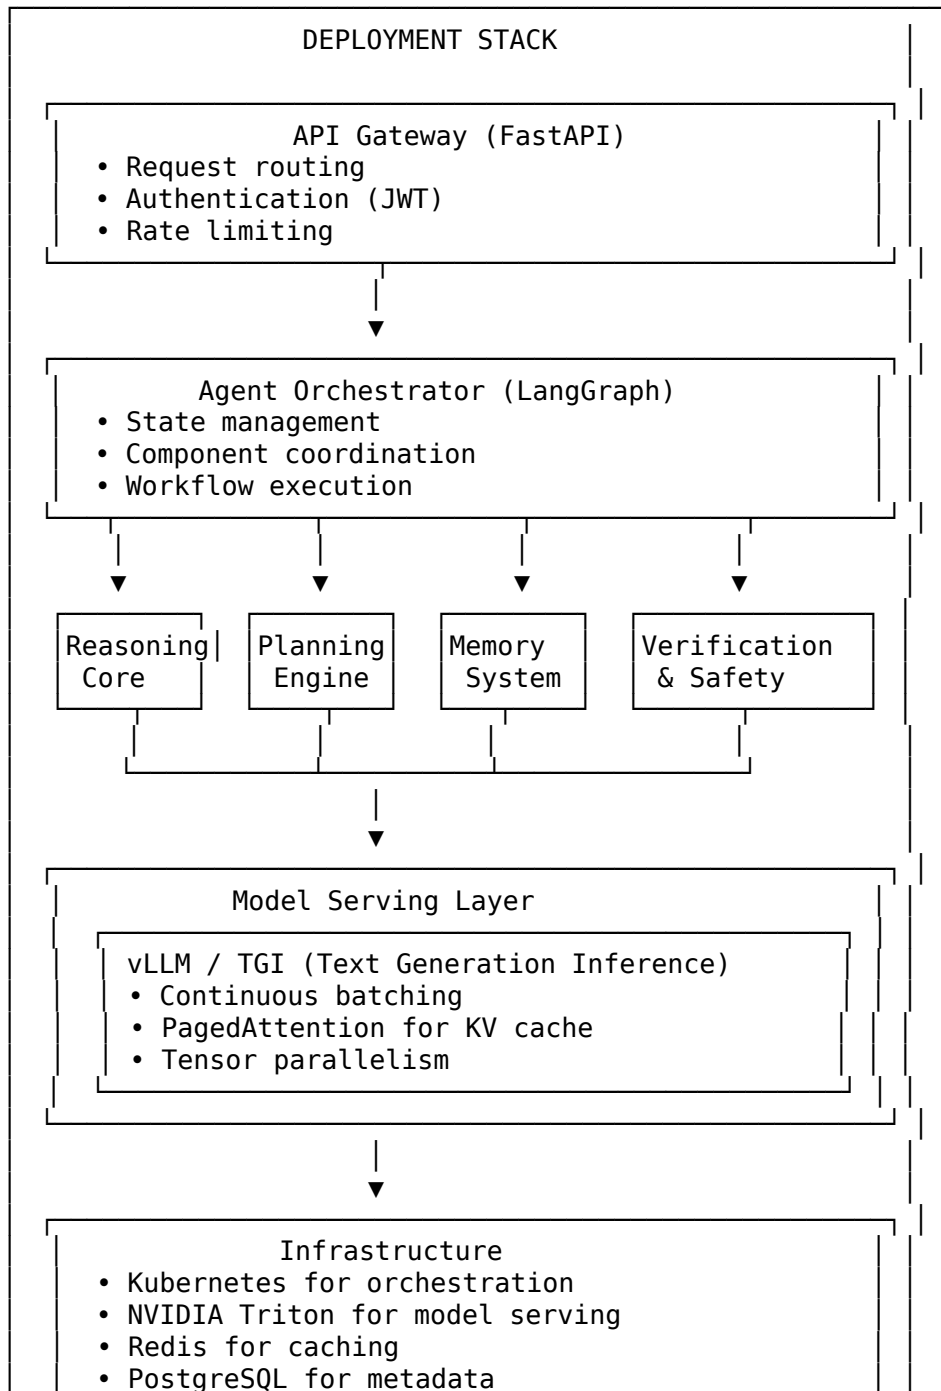 DEPLOYMENT STACK
API Gateway (FastAPI)
• Request routing
• Authentication (JWT)
• Rate limiting
Agent Orchestrator (LangGraph)
• State management
• Component coordination
• Workflow execution
Reasoning Planning Memory Verification
Core Engine System & Safety
Model Serving Layer
vLLM / TGI (Text Generation Inference)
• Continuous batching
• PagedAttention for KV cache
• Tensor parallelism
Infrastructure
• Kubernetes for orchestration
• NVIDIA Triton for model serving
• Redis for caching
• PostgreSQL for metadata